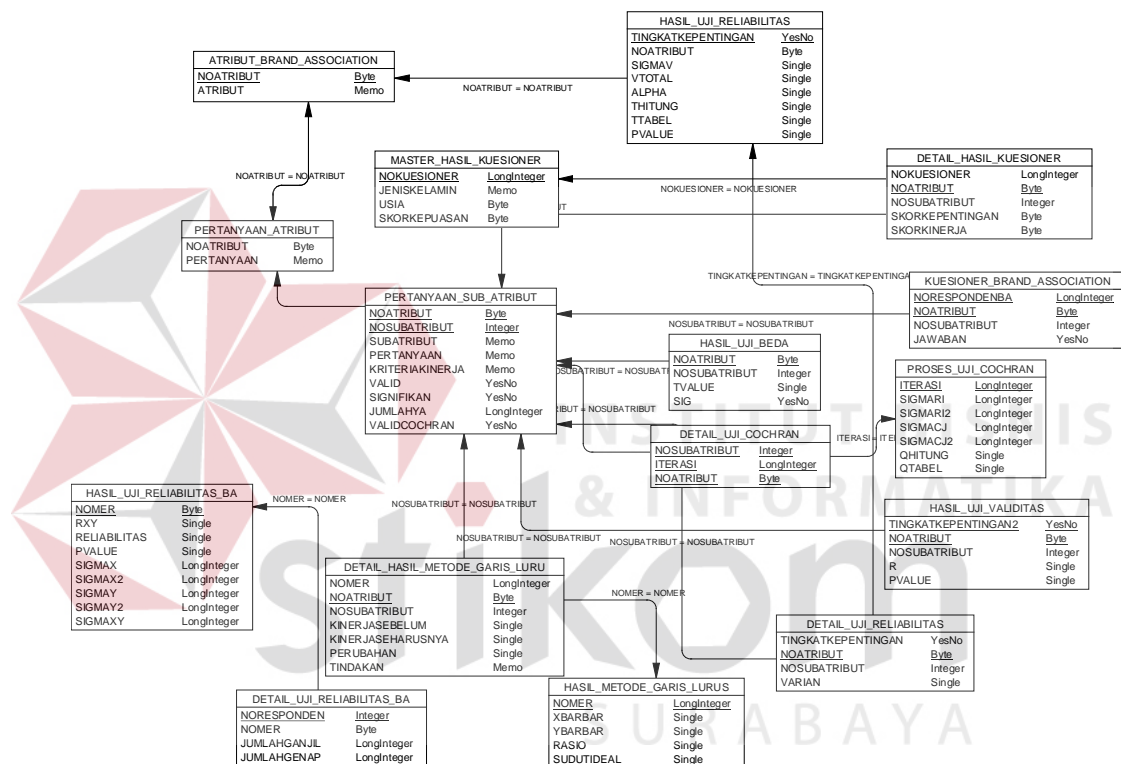 HASIL_UJI_RELIABILITAS
TINGKATKEPENTINGAN YesNo
NOATRIBUT Byte
SIGMAV Single
VTOTAL Single
ALPHA Single
THITUNG Single
TTABEL Single
PVALUE Single
ATRIBUT_BRAND_ASSOCIATION
NOATRIBUT Byte
ATRIBUT Memo
NOATRIBUT = NOATRIBUT
MASTER_HASIL_KUESIONER
NOKUESIONER LongInteger
JENISKELAMIN Memo
USIA Byte
SKORKEPUASAN Byte
DETAIL_HASIL_KUESIONER
NOKUESIONER LongInteger
NOATRIBUT Byte
NOSUBATRIBUT Integer
SKORKEPENTINGAN Byte
SKORKINERJA Byte
NOATRIBUT = NOATRIBUT
NOKUESIONER = NOKUESIONER
PERTANYAAN_ATRIBUT
NOATRIBUT Byte
PERTANYAAN Memo
TINGKATKEPENTINGAN = TINGKATKEPENTINGA
KUESIONER_BRAND_ASSOCIATION
NORESPONDENBA LongInteger
NOATRIBUT Byte
NOSUBATRIBUT Integer
JAWABAN YesNo
PERTANYAAN_SUB_ATRIBUT
NOATRIBUT Byte
NOSUBATRIBUT Integer
SUBATRIBUT Memo
PERTANYAAN Memo
KRITERIAKINERJA Memo
VALID YesNo
SIGNIFIKAN YesNo
JUMLAHYA LongInteger
VALIDCOCHRAN YesNo
NOSUBATRIBUT = NOSUBATRIBUT
HASIL_UJI_BEDA
NOATRIBUT Byte
NOSUBATRIBUT Integer
TVALUE Single
SIG YesNo
PROSES_UJI_COCHRAN
ITERASI LongInteger
SIGMARI LongInteger
SIGMARI2 LongInteger
SIGMACJ LongInteger
SIGMACJ2 LongInteger
QHITUNG Single
QTABEL Single
IBUT = NOSUBATRIBUT
DETAIL_UJI_COCHRAN
NOSUBATRIBUT Integer
ITERASI LongInteger
NOATRIBUT Byte
INSTITUT BISNIS
& INFORMATIKA
stikom
SURABAYA
HASIL_UJI_RELIABILITAS_BA
NOMER Byte
RXY Single
RELIABILITAS Single
PVALUE Single
SIGMAX LongInteger
SIGMAX2 LongInteger
SIGMAY LongInteger
SIGMAY2 LongInteger
SIGMAXY LongInteger
NOMER = NOMER
NOSUBATRIBUT = NOSUBATRIBUT
NOSUBATRIBUT = NOSUBATRIBUT
NOSUBATRIBUT = NOSUBATRIBUT
HASIL_UJI_VALIDITAS
TINGKATKEPENTINGAN2 YesNo
NOATRIBUT Byte
NOSUBATRIBUT Integer
R Single
PVALUE Single
DETAIL_HASIL_METODE_GARIS_LURU
NOMER LongInteger
NOATRIBUT Byte
NOSUBATRIBUT Integer
KINERJASEBELUM Single
KINERJASEHARUSNYA Single
PERUBAHAN Single
TINDAKAN Memo
NOMER = NOMER
DETAIL_UJI_RELIABILITAS
TINGKATKEPENTINGAN YesNo
NOATRIBUT Byte
NOSUBATRIBUT Integer
VARIAN Single
DETAIL_UJI_RELIABILITAS_BA
NORESPONDEN Integer
NOMER Byte
JUMLAHGANJIL LongInteger
JUMLAHGENAP LongInteger
HASIL_METODE_GARIS_LURUS
NOMER LongInteger
XBARBAR Single
YBARBAR Single
RASIO Single
SUDUTIDEAL Single